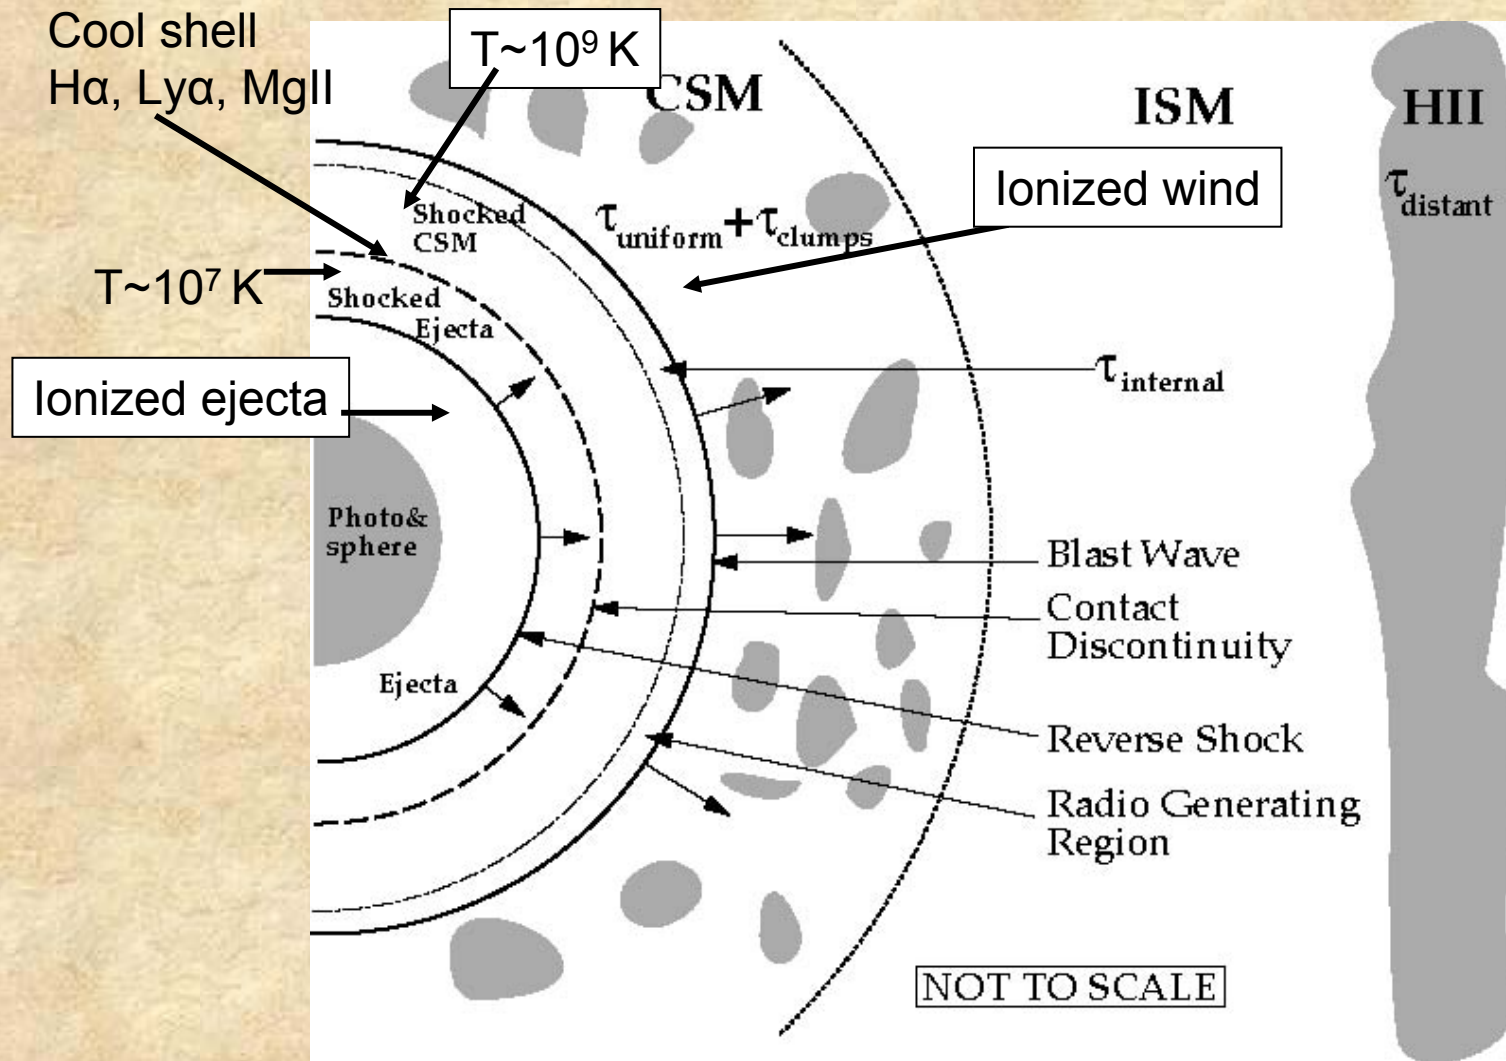 Cool shell
Hα, Lyα, MgII
T~10⁹ K
CSM
ISM
HII
Ionized wind
τdistant
Shocked
CSM
τuniform+τclumps
T~10⁷ K
Shocked
Ejecta
τinternal
Ionized ejecta
Photo&
sphere
Blast Wave
Contact
Discontinuity
Ejecta
Reverse Shock
Radio Generating
Region
NOT TO SCALE